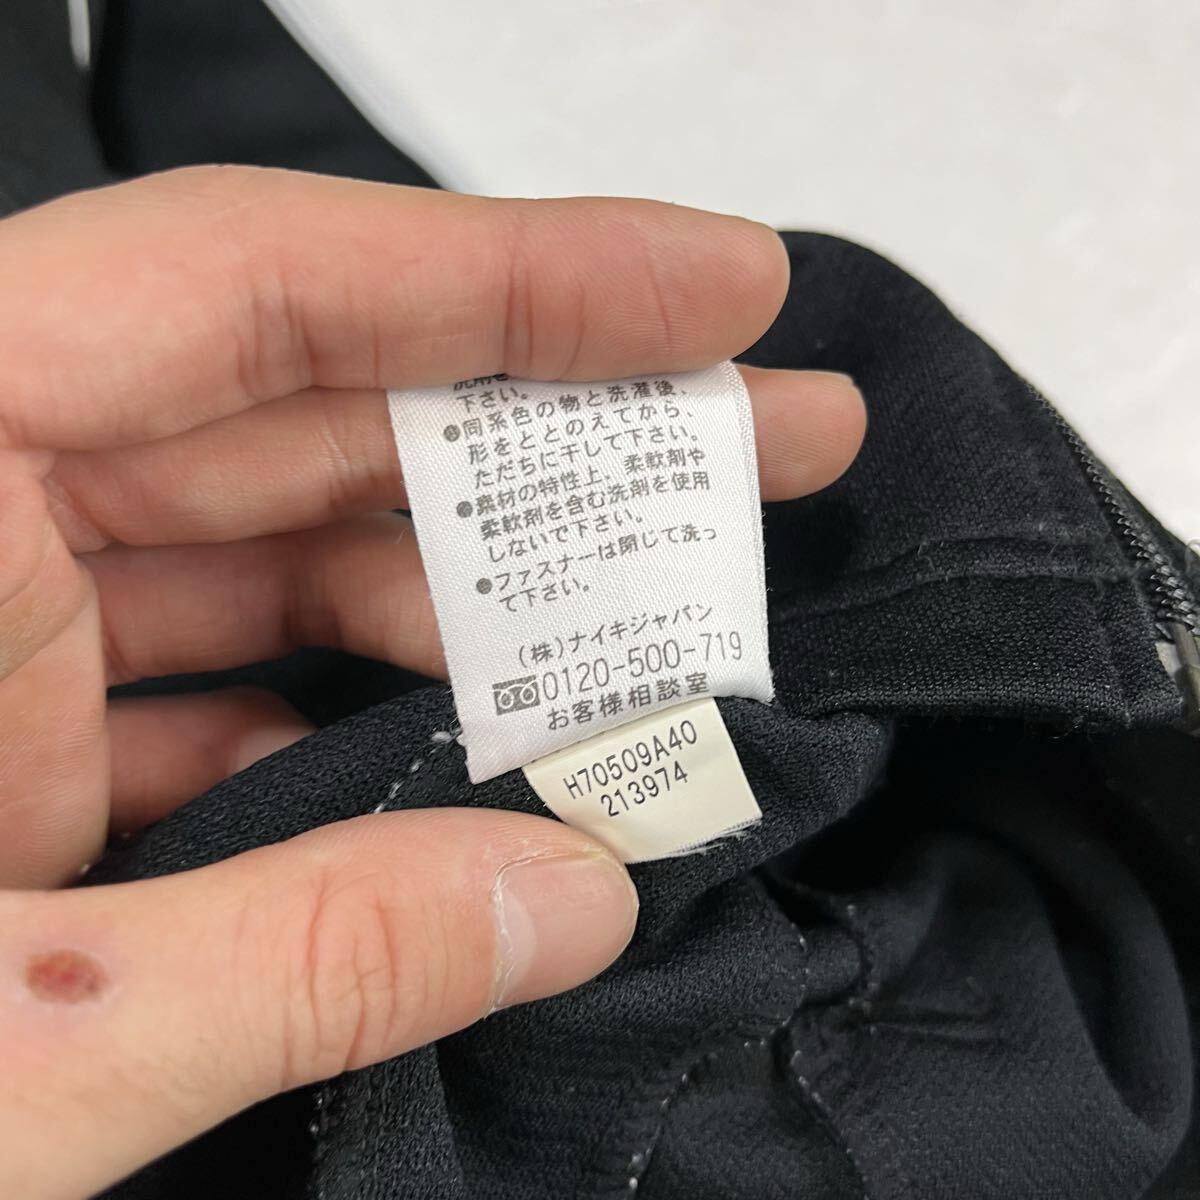 洗剤を
下さい。
●同系色の物と洗濯後、
形をととのえてから、
ただちに干して下さい。
●素材の特性上、柔軟剤や
柔軟剤を含む洗剤を使用
しないで下さい。
●ファスナーは閉じて洗っ
て下さい。
(株)ナイキジャパン
0120-500-719
お客様相談室
H70509A40
213974